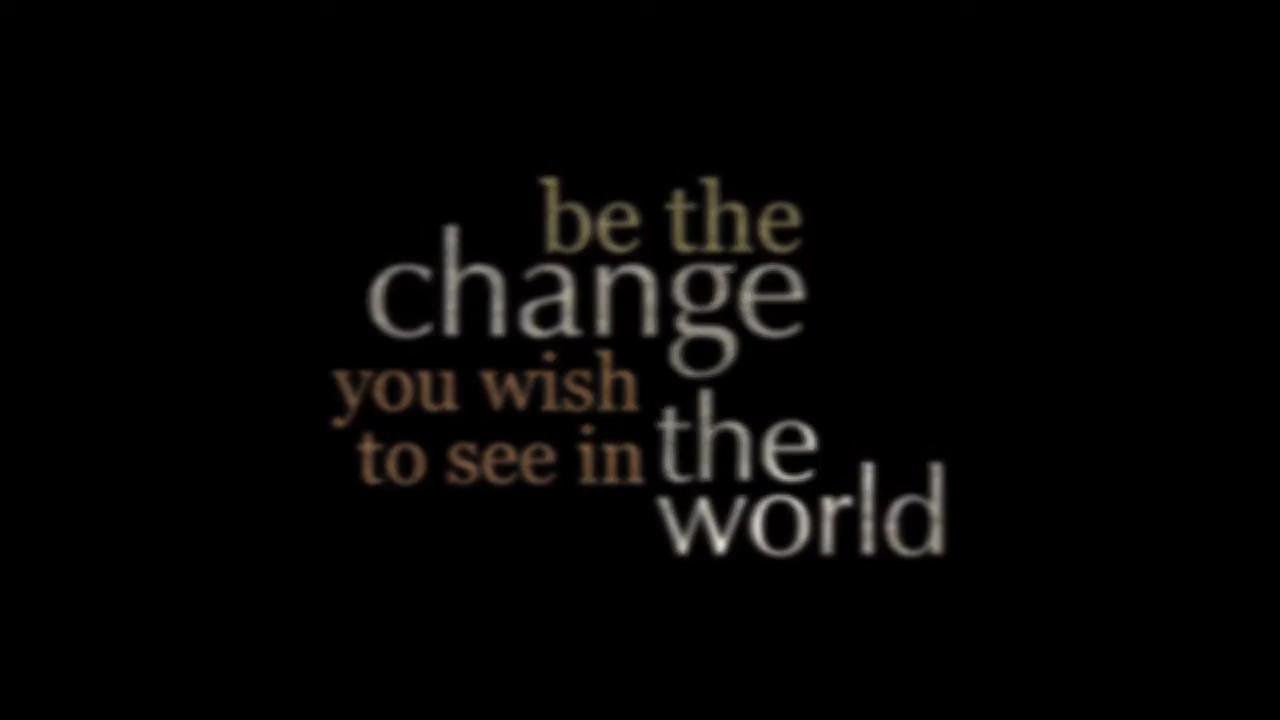 be the
change
you wish
to see in
the
world